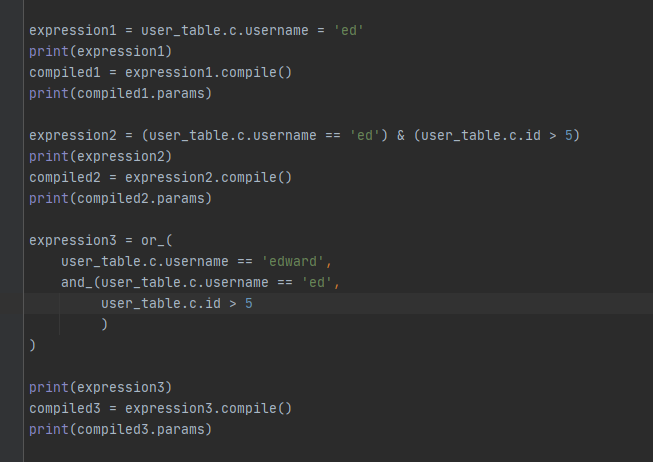 expression1 = user_table.c.username = 'ed'
print(expression1)
compiled1 = expression1.compile()
print(compiled1.params)

expression2 = (user_table.c.username == 'ed') & (user_table.c.id > 5)
print(expression2)
compiled2 = expression2.compile()
print(compiled2.params)

expression3 = or_(
    user_table.c.username == 'edward',
    and_(user_table.c.username == 'ed',
         user_table.c.id > 5
         )
)

print(expression3)
compiled3 = expression3.compile()
print(compiled3.params)